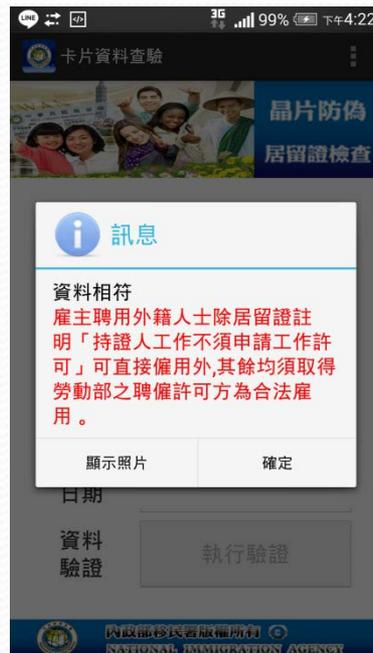 LINE </> 3G 99% 下午4:22
卡片資料查驗
晶片防偽
居留證檢查
訊息
資料相符
雇主聘用外籍人士除居留證註
明「持證人工作不須申請工作許
可」可直接僱用外,其餘均須取得
勞動部之聘僱許可方為合法雇
用。
顯示照片 確定
日期
資料
驗證
執行驗證
內政部移民署版權所有 ©
NATIONAL IMMIGRATION AGENCY